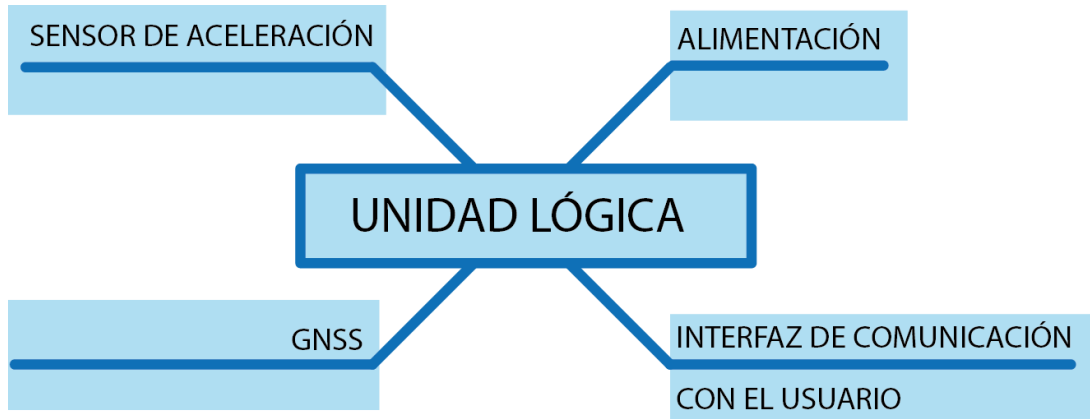 SENSOR DE ACELERACIÓN
ALIMENTACIÓN
UNIDAD LÓGICA
GNSS
INTERFAZ DE COMUNICACIÓN
CON EL USUARIO